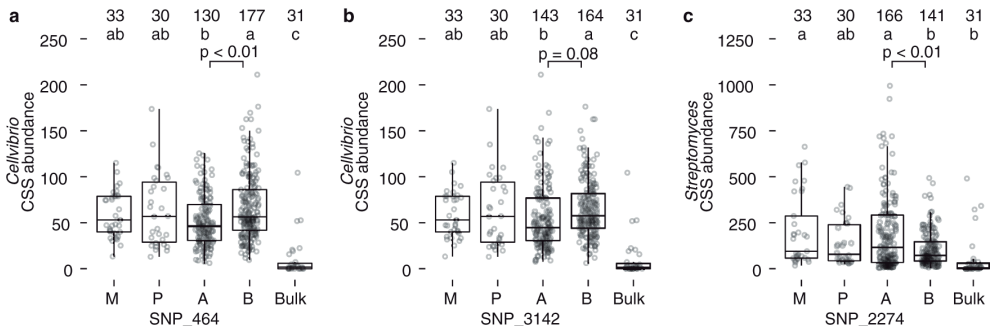 a
33 30 130 177 31
ab ab b a c
p < 0.01
250
200
150
100
50
0
Cellvibrio
CSS abundance
M P A B Bulk
SNP_464
b
33 30 143 164 31
ab ab b a c
p = 0.08
250
200
150
100
50
0
Cellvibrio
CSS abundance
M P A B Bulk
SNP_3142
c
33 30 166 141 31
a ab a b b
p < 0.01
1250
1000
750
500
250
0
Streptomyces
CSS abundance
M P A B Bulk
SNP_2274